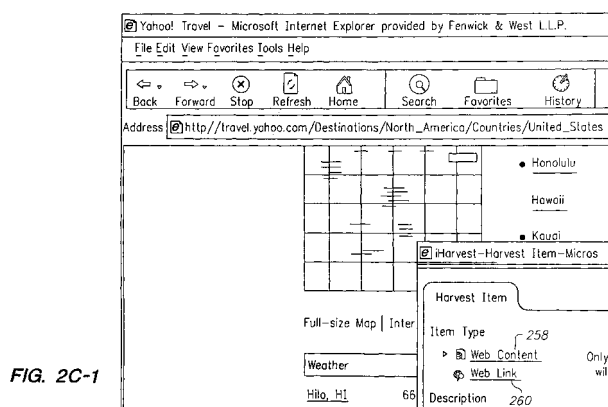 Yahoo! Travel - Microsoft Internet Explorer provided by Fenwick & West L.L.P.
File Edit View Favorites Tools Help
Back Forward Stop Refresh Home Search Favorites History
Address http//travel.yahoo.com/Destinations/North_America/Countries/United_States
Honolulu
Hawaii
Kauai
iHarvest-Harvest Item-Micros
Harvest Item
Full-size Map | Inter
Item Type
258
Web Content
Only
Weather
Web Link
wil
Hilo, HI 66
Description
260
FIG. 2C-1